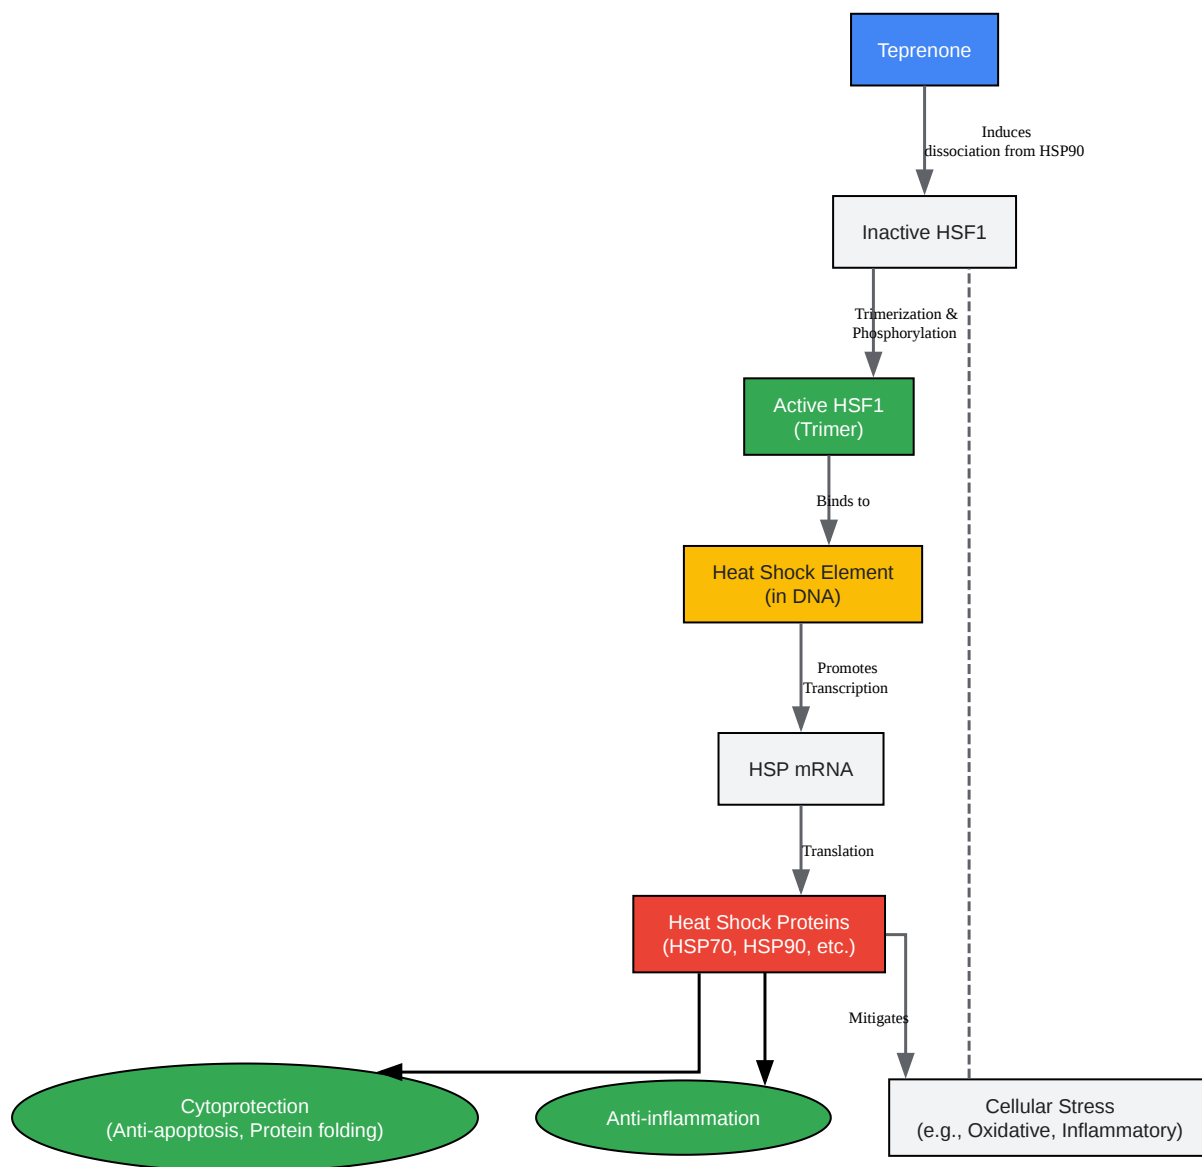 Teprenone
Induces
dissociation from HSP90
Inactive HSF1
Trimerization &
Phosphorylation
Active HSF1
(Trimer)
Binds to
Heat Shock Element
(in DNA)
Promotes
Transcription
HSP mRNA
Translation
Heat Shock Proteins
(HSP70, HSP90, etc.)
Mitigates
Cytoprotection
(Anti-apoptosis, Protein folding)
Anti-inflammation
Cellular Stress
(e.g., Oxidative, Inflammatory)